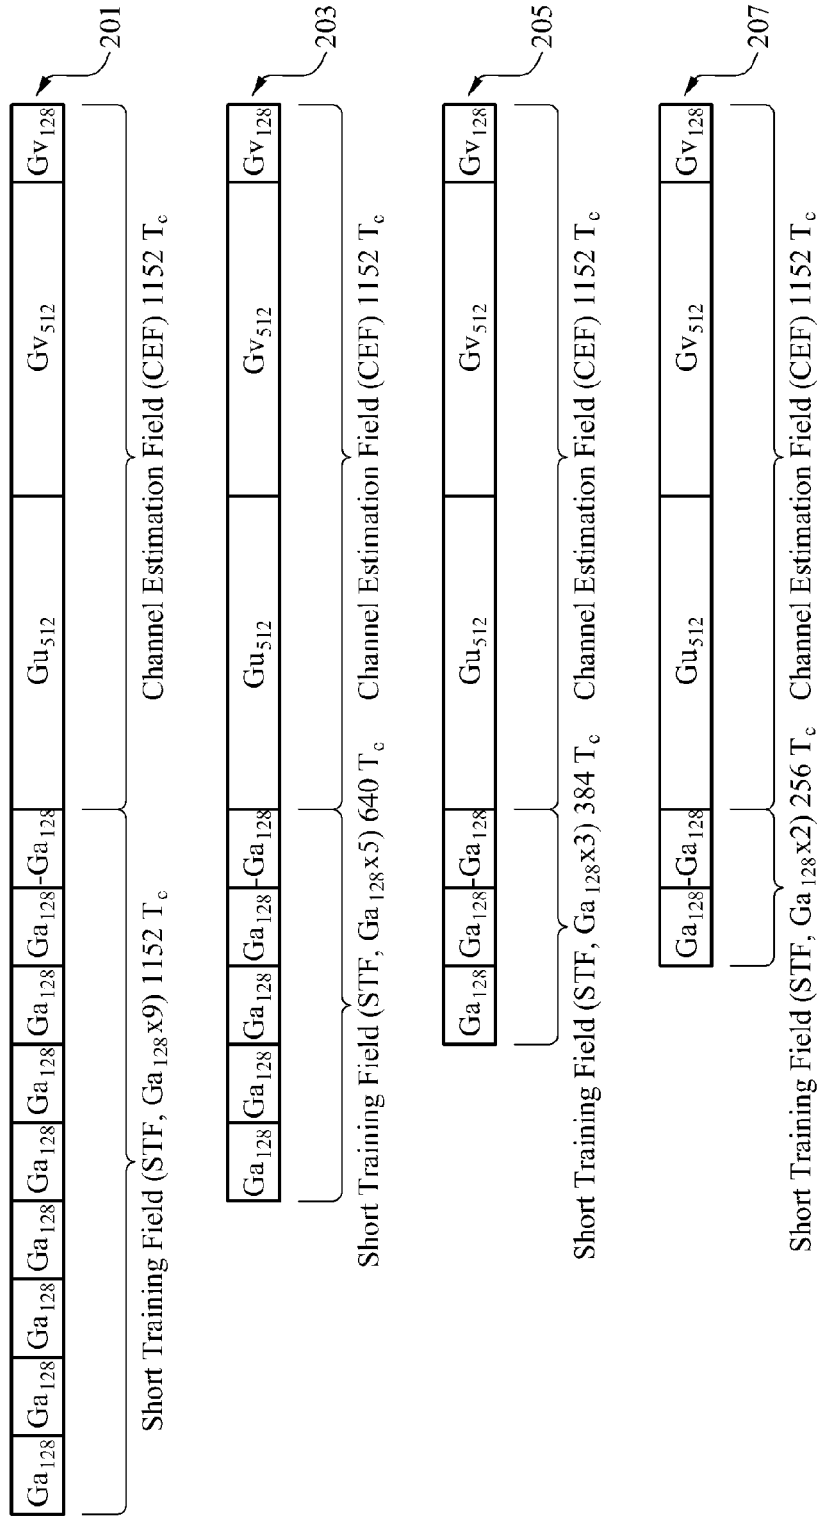 Ga128 Ga128 Ga128 Ga128 Ga128 Ga128 Ga128 Ga128 -Ga128 Gu512 Gv512 Gv128 201
Short Training Field (STF, Ga128x9) 1152 Tc Channel Estimation Field (CEF) 1152 Tc
Ga128 Ga128 Ga128 Ga128 -Ga128 Gu512 Gv512 Gv128 203
Short Training Field (STF, Ga128x5) 640 Tc Channel Estimation Field (CEF) 1152 Tc
Ga128 Ga128 -Ga128 Gu512 Gv512 Gv128 205
Short Training Field (STF, Ga128x3) 384 Tc Channel Estimation Field (CEF) 1152 Tc
Ga128 -Ga128 Gu512 Gv512 Gv128 207
Short Training Field (STF, Ga128x2) 256 Tc Channel Estimation Field (CEF) 1152 Tc